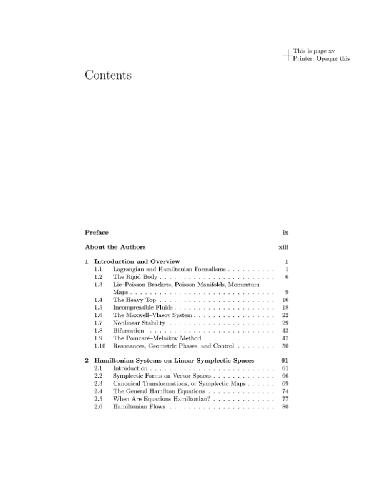 This is page xv
Printer: Opaque this
Contents
Preface ix
About the Authors xiii
1 Introduction and Overview 1
1.1 Lagrangian and Hamiltonian Formalisms . . . . . . . . . . 1
1.2 The Rigid Body . . . . . . . . . . . . . . . . . . . . . . . . 6
1.3 Lie–Poisson Brackets, Poisson Manifolds, Momentum
Maps . . . . . . . . . . . . . . . . . . . . . . . . . . . . . . 9
1.4 The Heavy Top . . . . . . . . . . . . . . . . . . . . . . . . 16
1.5 Incompressible Fluids . . . . . . . . . . . . . . . . . . . . . 18
1.6 The Maxwell–Vlasov System . . . . . . . . . . . . . . . . . 22
1.7 Nonlinear Stability . . . . . . . . . . . . . . . . . . . . . . 29
1.8 Bifurcation . . . . . . . . . . . . . . . . . . . . . . . . . . 43
1.9 The Poincaré–Melnikov Method . . . . . . . . . . . . . . . 47
1.10 Resonances, Geometric Phases, and Control . . . . . . . . 50
2 Hamiltonian Systems on Linear Symplectic Spaces 61
2.1 Introduction . . . . . . . . . . . . . . . . . . . . . . . . . . 61
2.2 Symplectic Forms on Vector Spaces . . . . . . . . . . . . . 66
2.3 Canonical Transformations, or Symplectic Maps . . . . . . 69
2.4 The General Hamilton Equations . . . . . . . . . . . . . . 74
2.5 When Are Equations Hamiltonian? . . . . . . . . . . . . . 77
2.6 Hamiltonian Flows . . . . . . . . . . . . . . . . . . . . . . 80